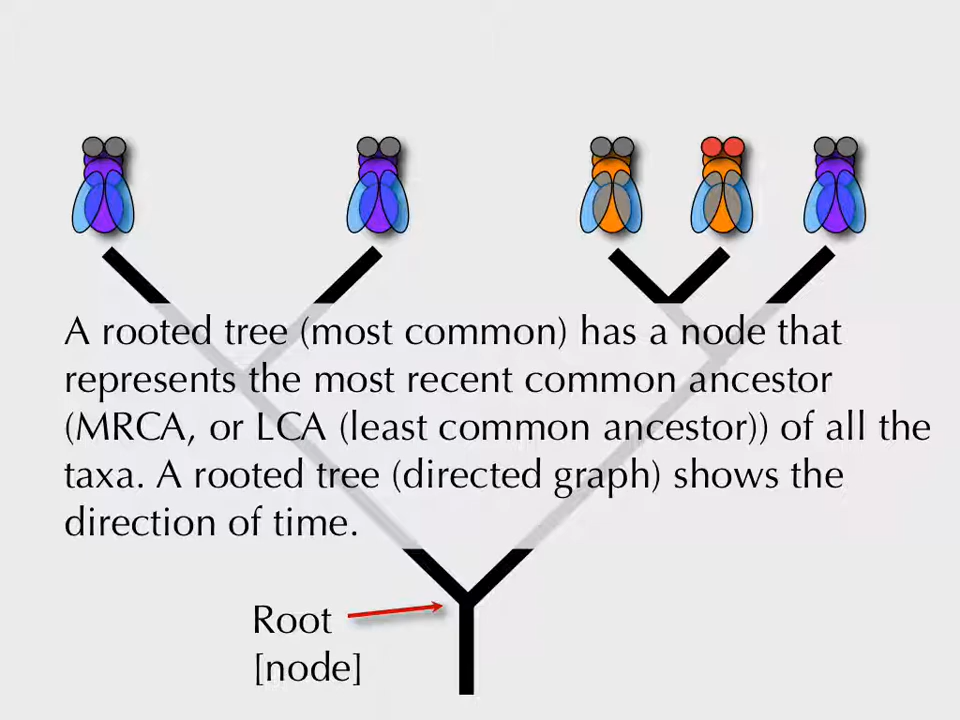 A rooted tree (most common) has a node that
represents the most recent common ancestor
(MRCA, or LCA (least common ancestor)) of all the
taxa. A rooted tree (directed graph) shows the
direction of time.
Root
[node]